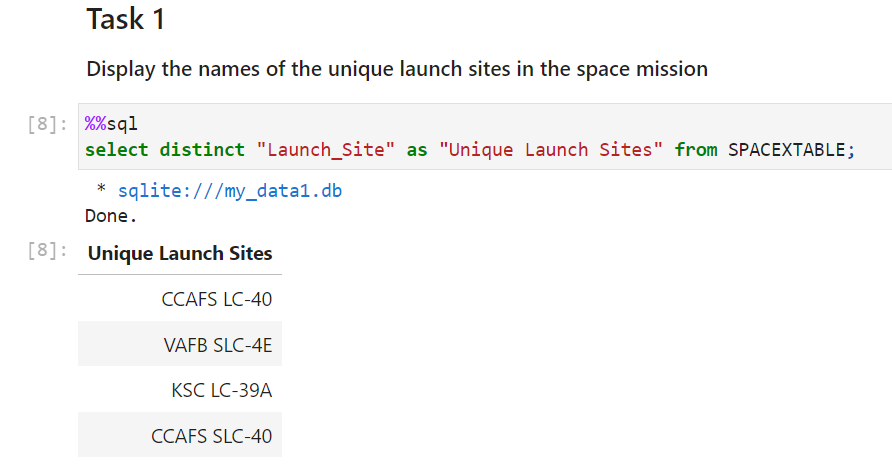 Task 1
Display the names of the unique launch sites in the space mission
[8]: %%sql
select distinct "Launch_Site" as "Unique Launch Sites" from SPACEXTABLE;
* sqlite:///my_data1.db
Done.
[8]: Unique Launch Sites
CCAFS LC-40
VAFB SLC-4E
KSC LC-39A
CCAFS SLC-40